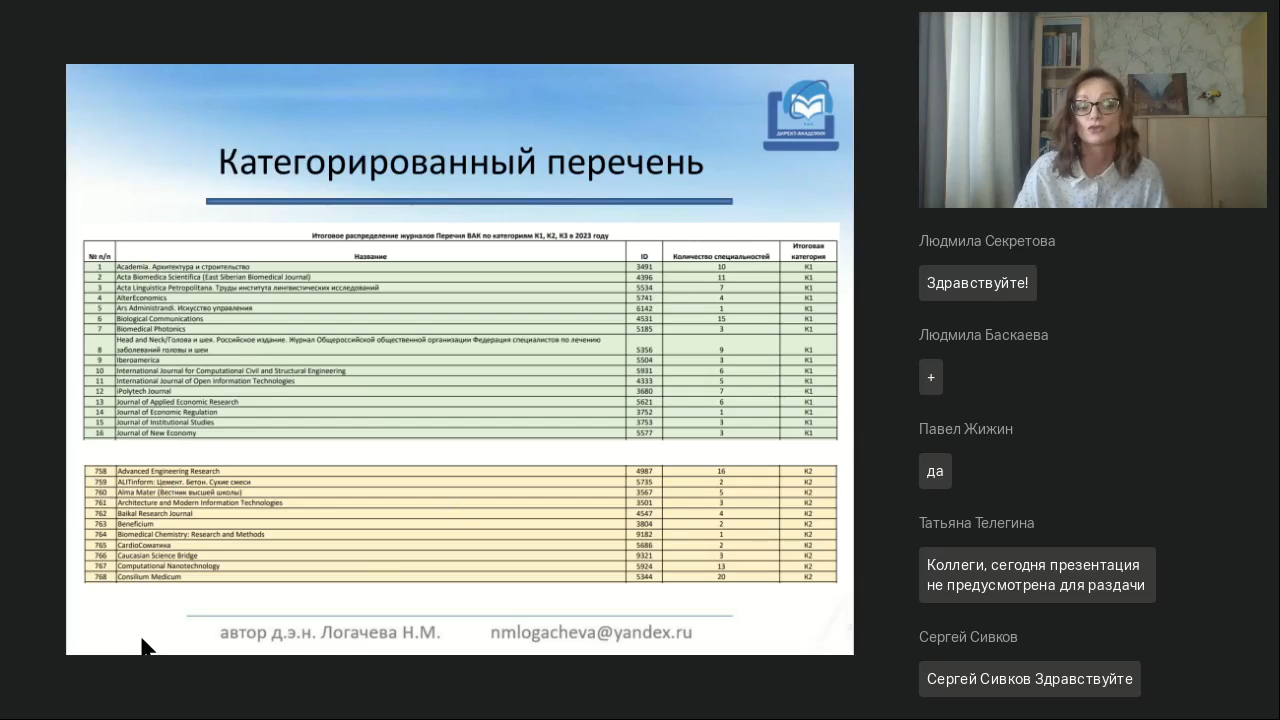 ДИРЕКТ-АКАДЕМИЯ
Категорированный перечень
Итоговое распределение журналов Перечня ВАК по категориям К1, К2, К3 в 2023 году
№ п/п Название ID Количество специальностей Итоговая категория
1 Academia. Архитектура и строительство 3491 10 К1
2 Acta Biomedica Scientifica (East Siberian Biomedical Journal) 4396 11 К1
3 Acta Linguistica Petropolitana. Труды института лингвистических исследований 5534 7 К1
4 AlterEconomics 5741 4 К1
5 Ars Administrandi. Искусство управления 6142 1 К1
6 Biological Communications 4531 15 К1
7 Biomedical Photonics 5185 3 К1
8 Head and Neck/Голова и шея. Российское издание. Журнал Общероссийской общественной организации Федерация специалистов по лечению
заболеваний головы и шеи 5356 9 К1
9 Iberoamerica 5504 3 К1
10 International Journal for Computational Civil and Structural Engineering 5931 6 К1
11 International Journal of Open Information Technologies 4333 5 К1
12 iPolytech Journal 3680 7 К1
13 Journal of Applied Economic Research 5621 6 К1
14 Journal of Economic Regulation 3752 1 К1
15 Journal of Institutional Studies 3753 3 К1
16 Journal of New Economy 5577 3 К1
758 Advanced Engineering Research 4987 16 К2
759 ALITinform: Цемент. Бетон. Сухие смеси 5735 2 К2
760 Alma Mater (Вестник высшей школы) 3567 5 К2
761 Architecture and Modern Information Technologies 3501 3 К2
762 Baikal Research Journal 4547 4 К2
763 Beneficium 3804 2 К2
764 Biomedical Chemistry: Research and Methods 9182 1 К2
765 CardioСоматика 5686 2 К2
766 Caucasian Science Bridge 9321 3 К2
767 Computational Nanotechnology 5924 13 К2
768 Consilium Medicum 5344 20 К2
автор д.э.н. Логачева Н.М. nmlogacheva@yandex.ru
Людмила Секретова
Здравствуйте!
Людмила Баскаева
+
Павел Жижин
да
Татьяна Телегина
Коллеги, сегодня презентация
не предусмотрена для раздачи
Сергей Сивков
Сергей Сивков Здравствуйте